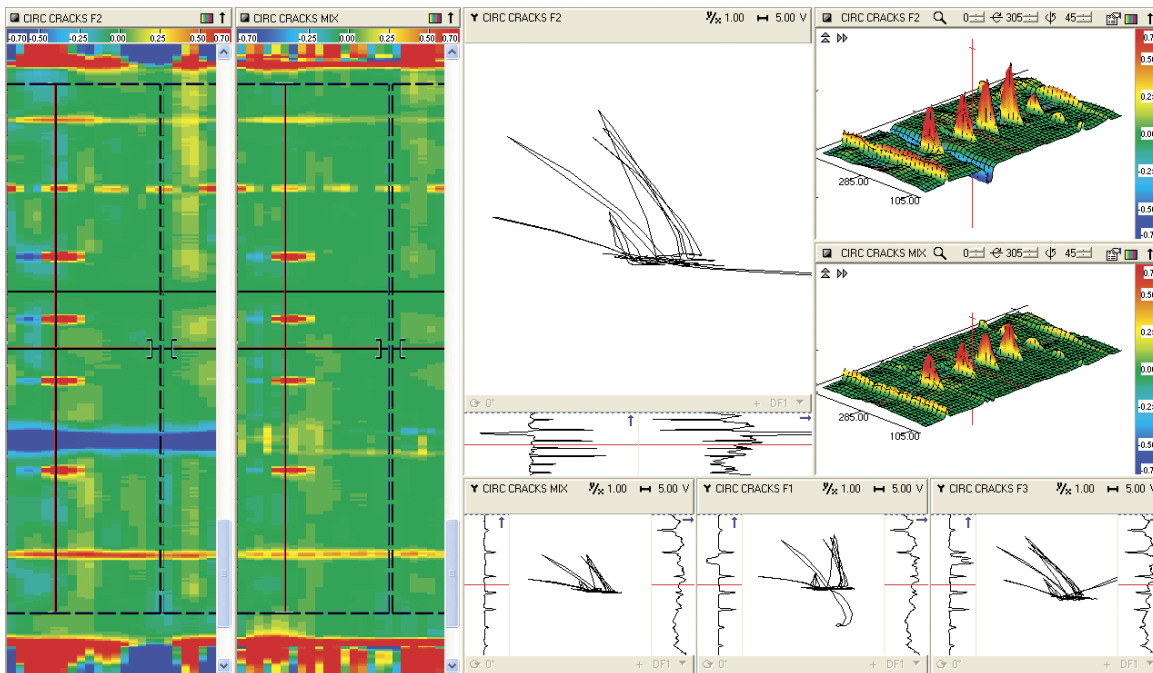 CIRC CRACKS F2
-0.70 -0.50 -0.25 0.00 0.25 0.50 0.70
CIRC CRACKS MIX
-0.70 -0.50 -0.25 0.00 0.25 0.50 0.70
CIRC CRACKS F2 y/x 1.00 5.00 V
0° + DF1
CIRC CRACKS F2 0 305 45
285.00
105.00
0.00
CIRC CRACKS MIX 0 305 45
285.00
105.00
0.00
CIRC CRACKS MIX y/x 1.00 5.00 V
0° + DF1
CIRC CRACKS F1 y/x 1.00 5.00 V
0° + DF1
CIRC CRACKS F3 y/x 1.00 5.00 V
0° + DF1